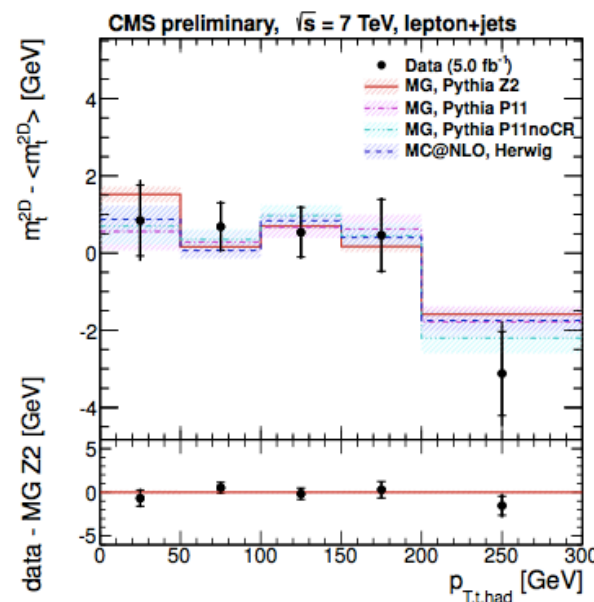 CMS preliminary, √s = 7 TeV, lepton+jets
m_t^2D - <m_t^2D> [GeV]
4
2
0
-2
-4
Data (5.0 fb⁻¹)
MG, Pythia Z2
MG, Pythia P11
MG, Pythia P11noCR
MC@NLO, Herwig
data - MG Z2 [GeV]
5
0
-5
0 50 100 150 200 250 300
p_T,t,had [GeV]